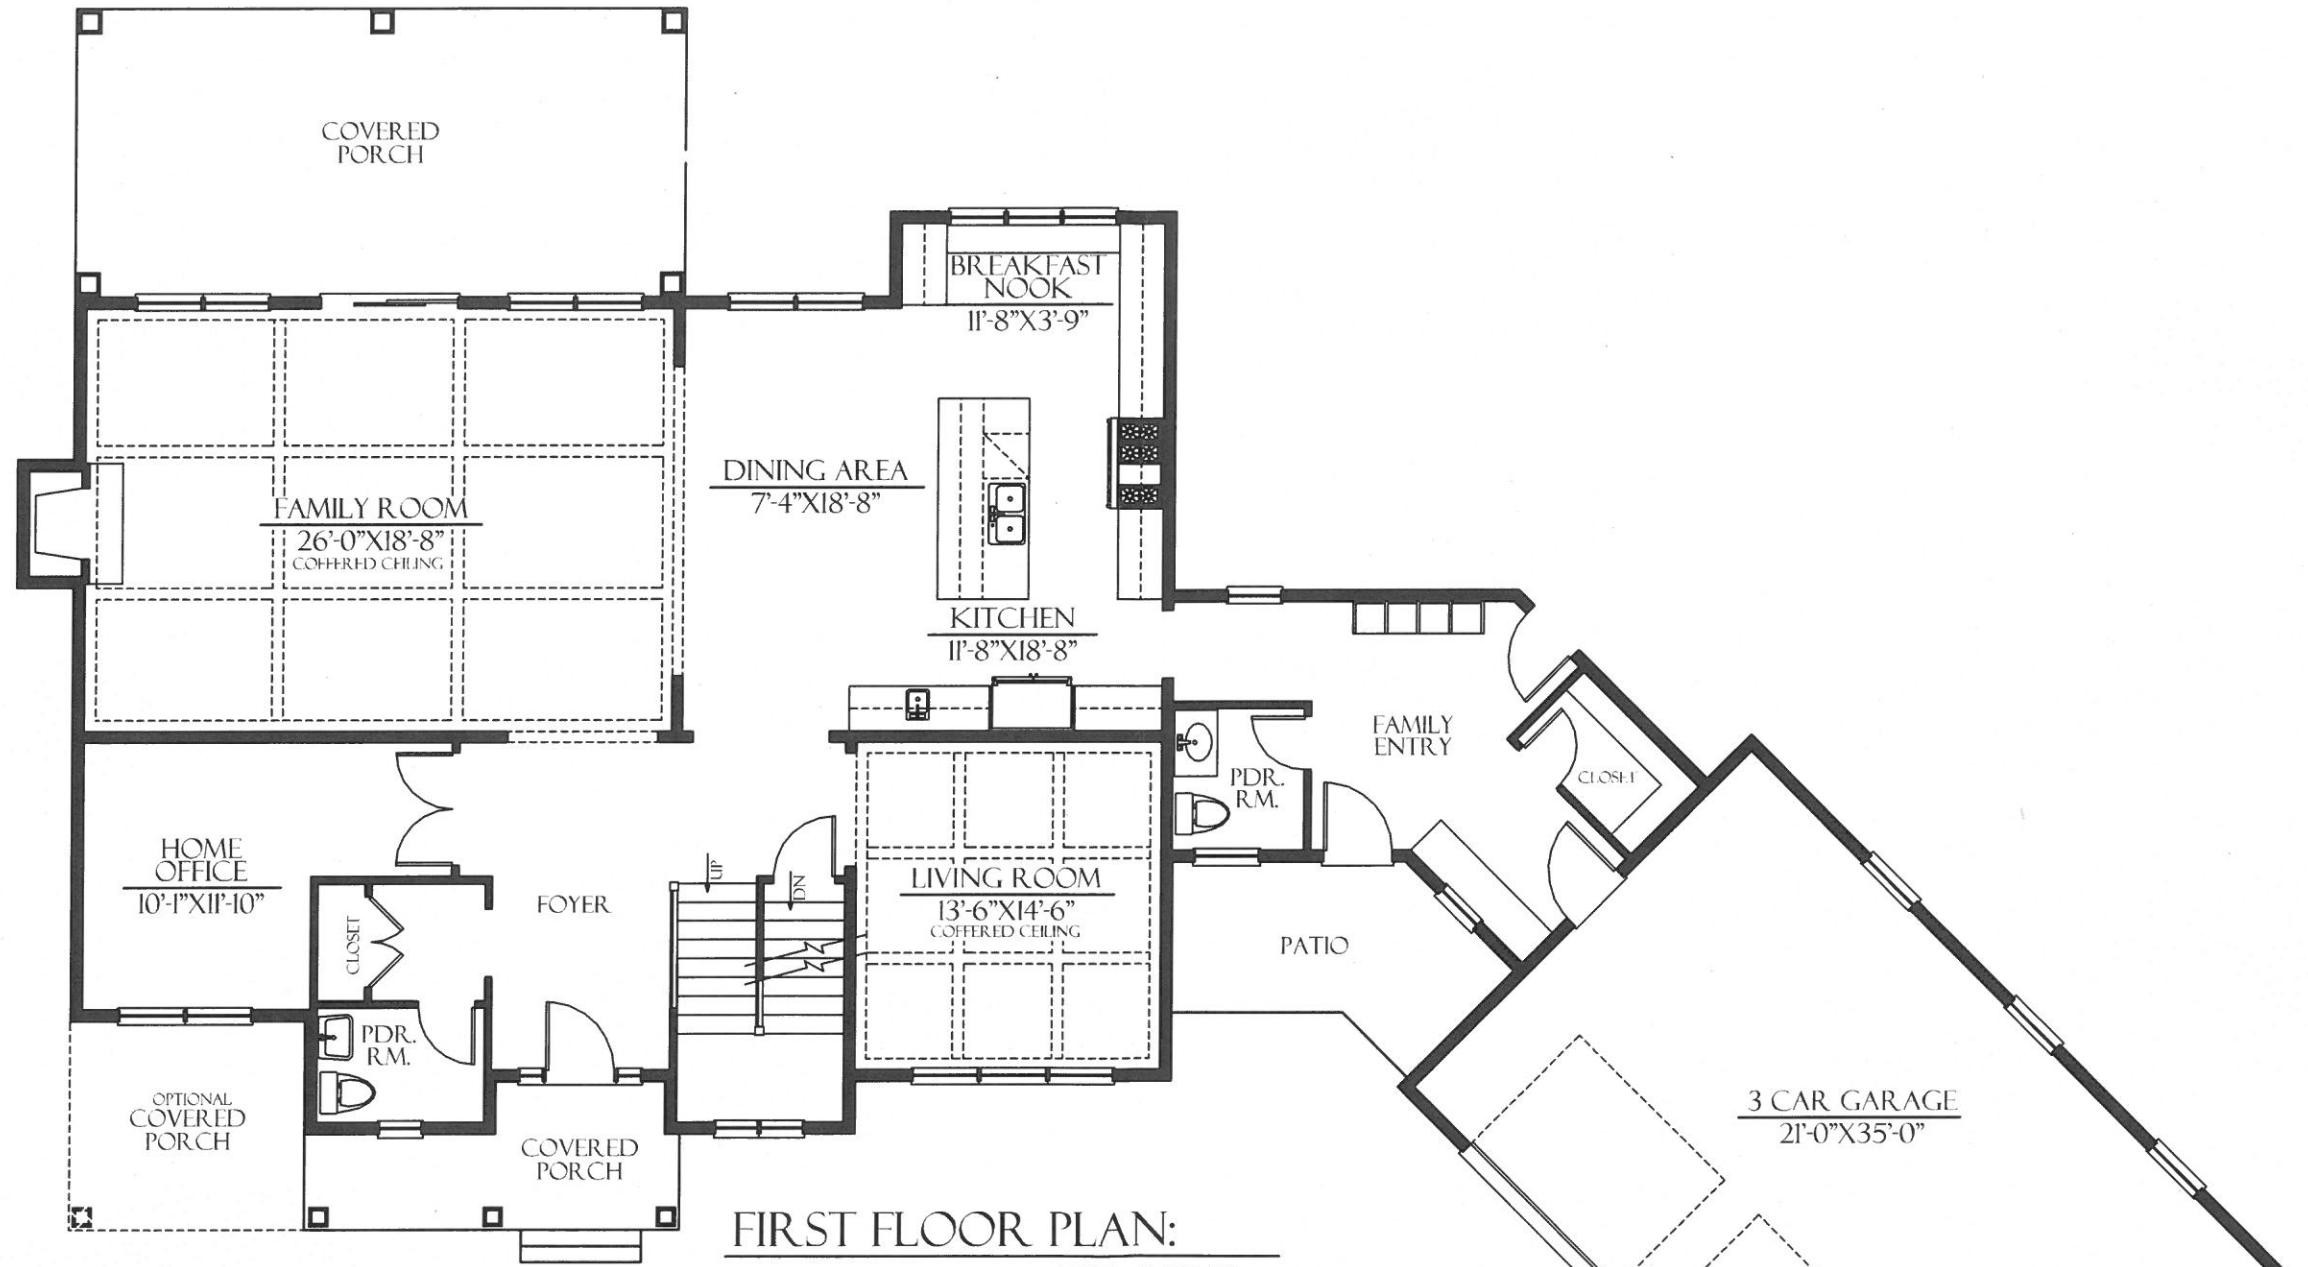 COVERED
PORCH
BREAKFAST
NOOK
11'-8"X3'-9"
DINING AREA
7'-4"X18'-8"
FAMILY ROOM
26'-0"X18'-8"
COFFERED CEILING
KITCHEN
11'-8"X18'-8"
FAMILY
ENTRY
PDR.
RM.
CLOSET
HOME
OFFICE
10'-1"X11'-10"
UP
DN
FOYER
LIVING ROOM
13'-6"X14'-6"
COFFERED CEILING
CLOSET
PATIO
PDR.
RM.
OPTIONAL
COVERED
PORCH
COVERED
PORCH
3 CAR GARAGE
21'-0"X35'-0"
FIRST FLOOR PLAN: